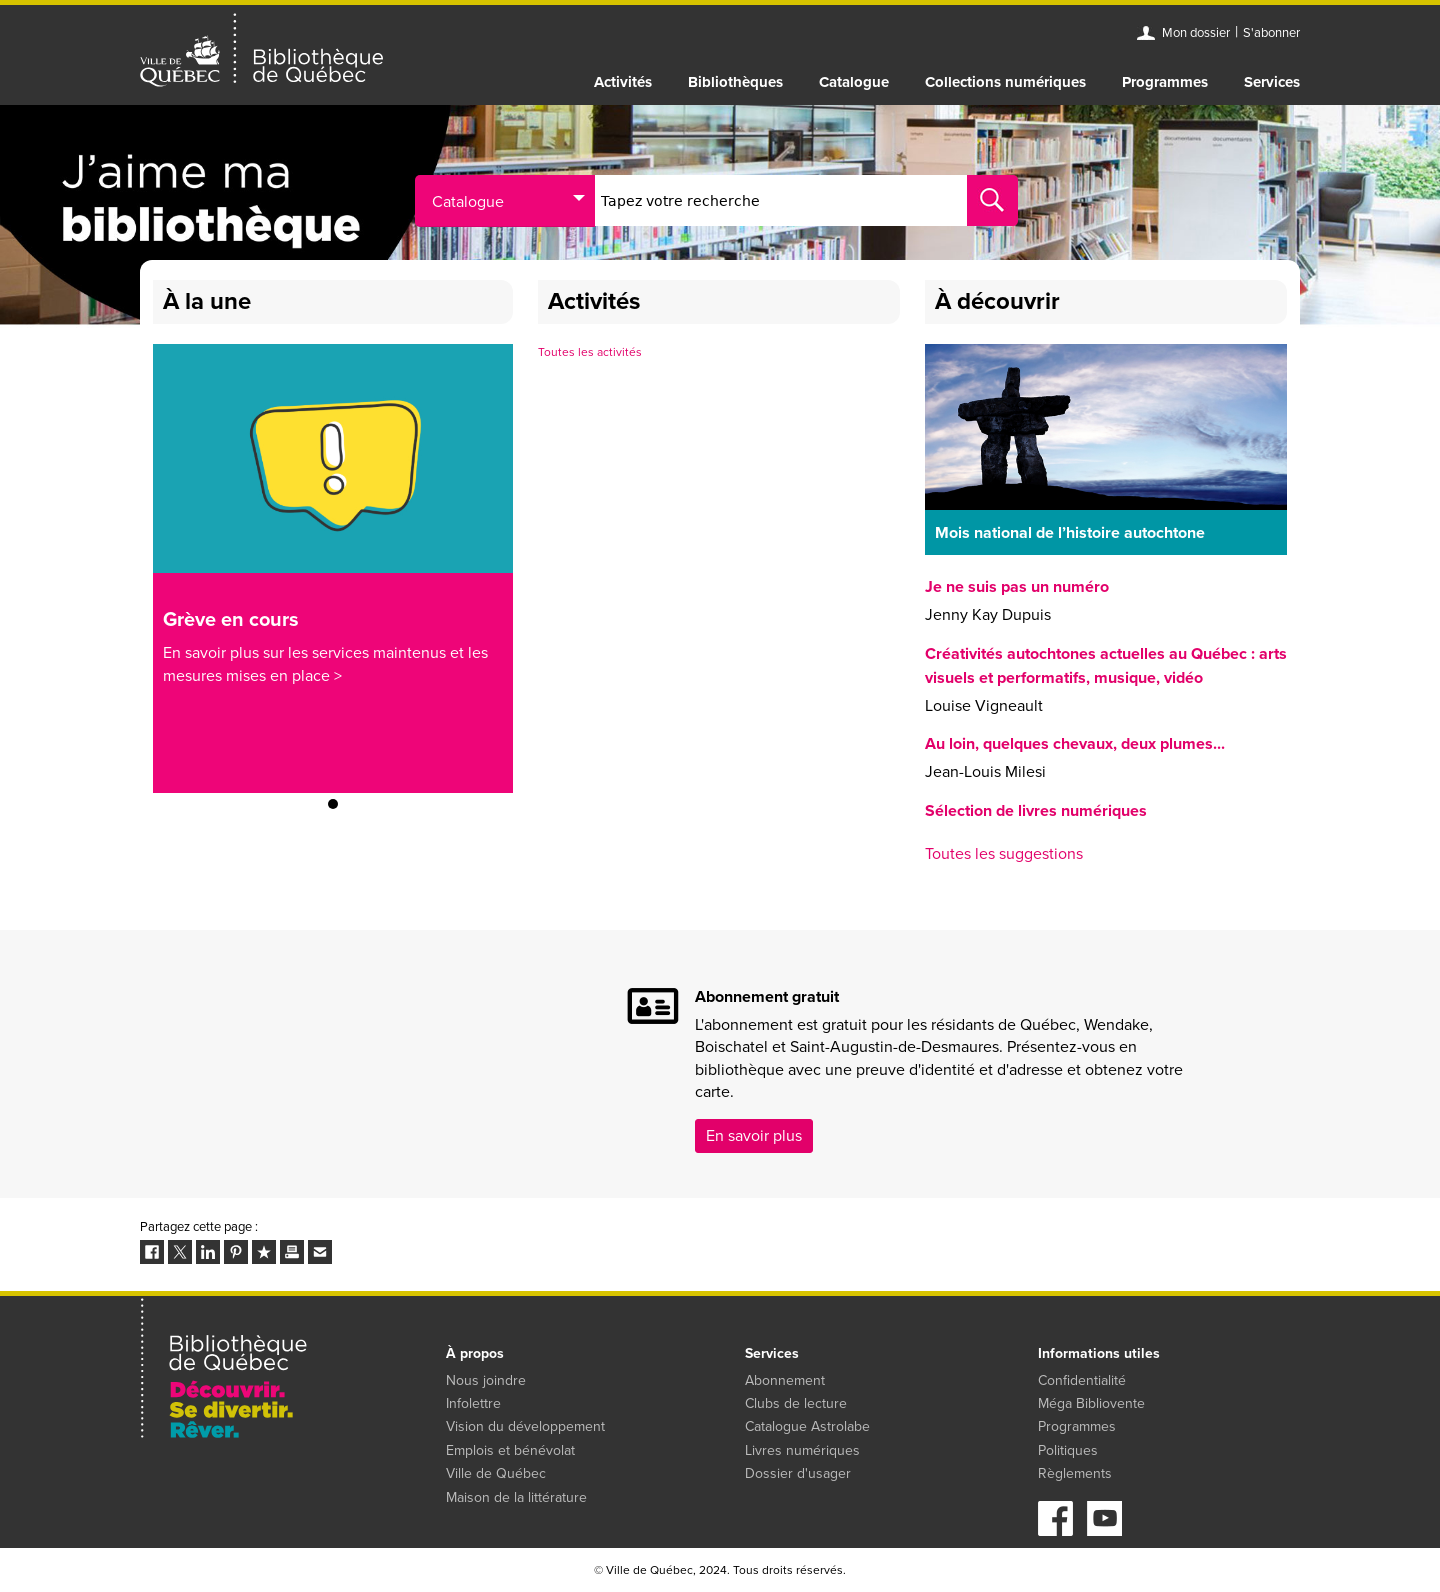 VILLE DE
QUÉBEC
Bibliothèque
de Québec
Mon dossier | S'abonner
Activités Bibliothèques Catalogue Collections numériques Programmes Services
J'aime ma
bibliothèque
Catalogue
Tapez votre recherche
documentaires documentaires
À la une
Grève en cours
En savoir plus sur les services maintenus et les
mesures mises en place >
Activités
Toutes les activités
À découvrir
Mois national de l'histoire autochtone
Je ne suis pas un numéro
Jenny Kay Dupuis
Créativités autochtones actuelles au Québec : arts
visuels et performatifs, musique, vidéo
Louise Vigneault
Au loin, quelques chevaux, deux plumes...
Jean-Louis Milesi
Sélection de livres numériques
Toutes les suggestions
Abonnement gratuit
L'abonnement est gratuit pour les résidants de Québec, Wendake,
Boischatel et Saint-Augustin-de-Desmaures. Présentez-vous en
bibliothèque avec une preuve d'identité et d'adresse et obtenez votre
carte.
En savoir plus
Partagez cette page :
Bibliothèque
de Québec
Découvrir.
Se divertir.
Rêver.
À propos
Nous joindre
Infolettre
Vision du développement
Emplois et bénévolat
Ville de Québec
Maison de la littérature
Services
Abonnement
Clubs de lecture
Catalogue Astrolabe
Livres numériques
Dossier d'usager
Informations utiles
Confidentialité
Méga Bibliovente
Programmes
Politiques
Règlements
© Ville de Québec, 2024. Tous droits réservés.